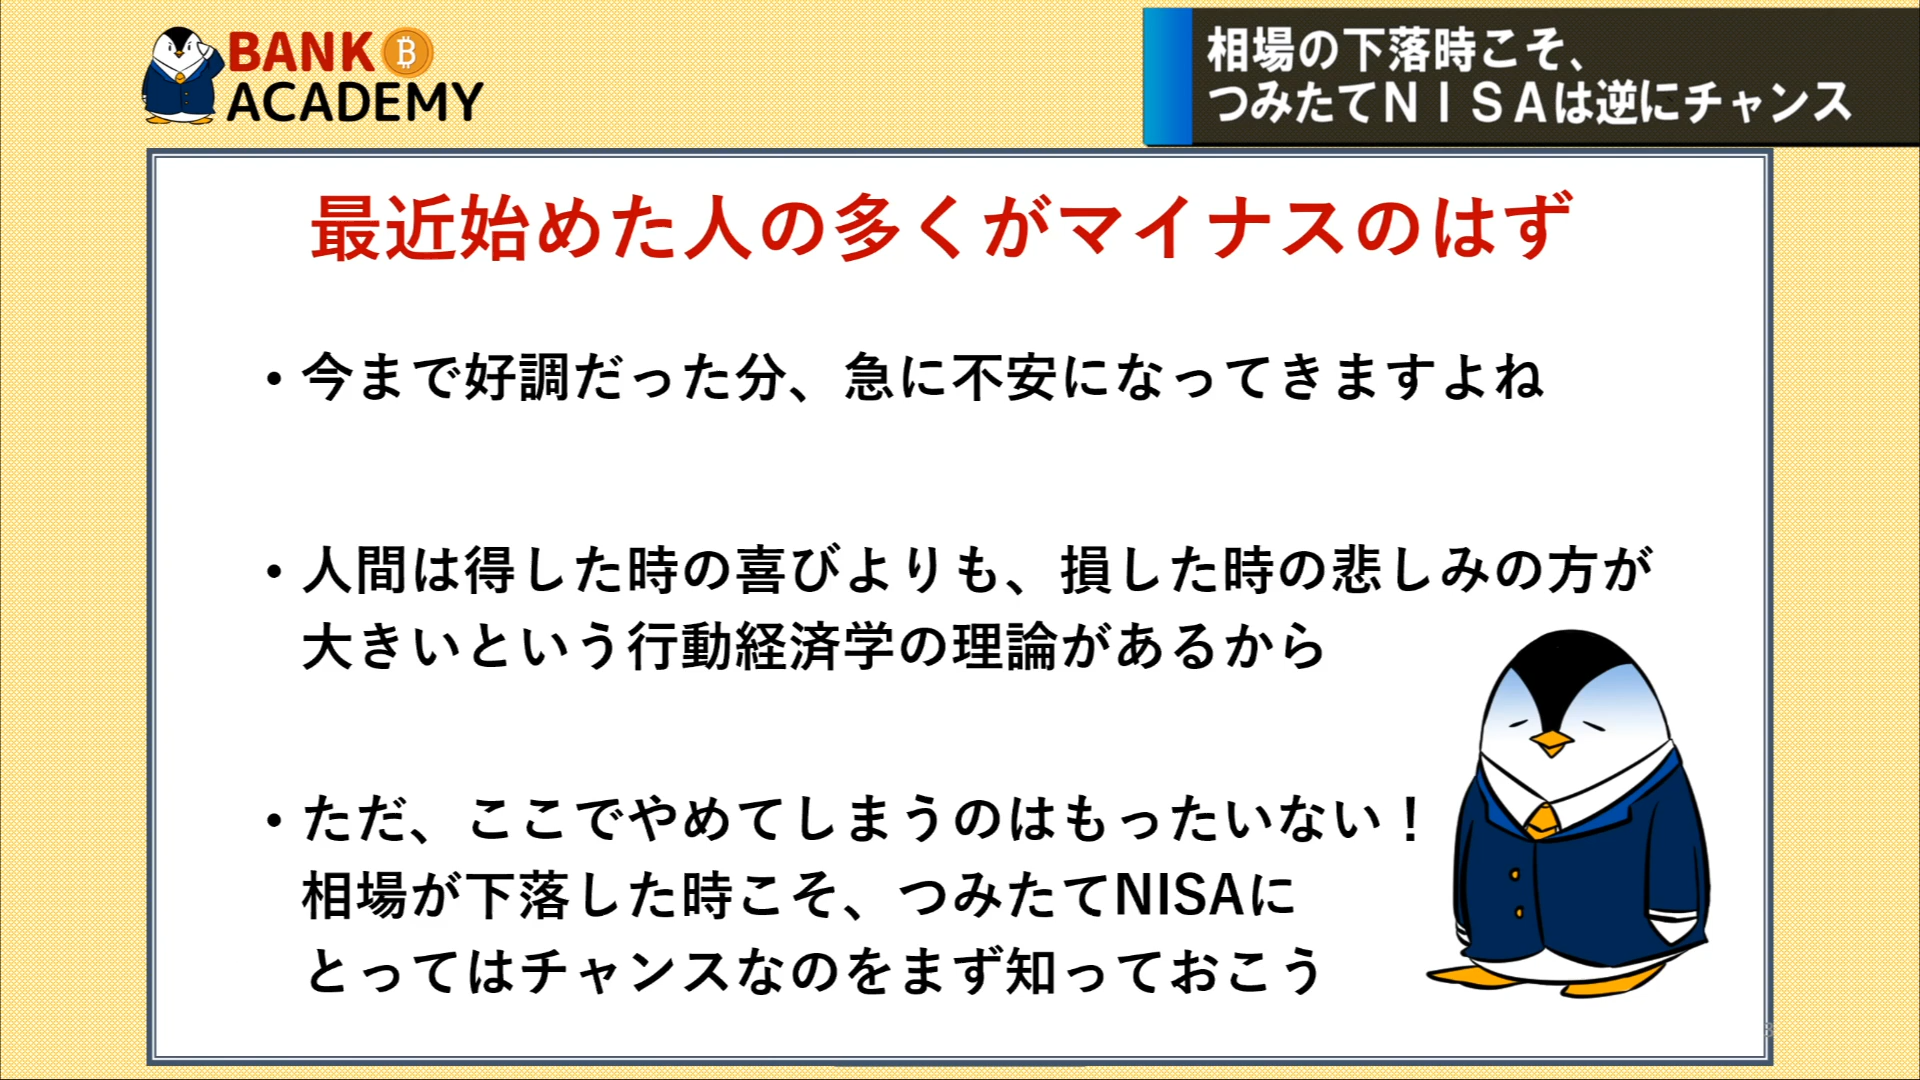 BANK
ACADEMY
相場の下落時こそ、
つみたてNISAは逆にチャンス
最近始めた人の多くがマイナスのはず
・今まで好調だった分、急に不安になってきますよね
・人間は得した時の喜びよりも、損した時の悲しみの方が
大きいという行動経済学の理論があるから
・ただ、ここでやめてしまうのはもったいない！
相場が下落した時こそ、つみたてNISAに
とってはチャンスなのをまず知っておこう